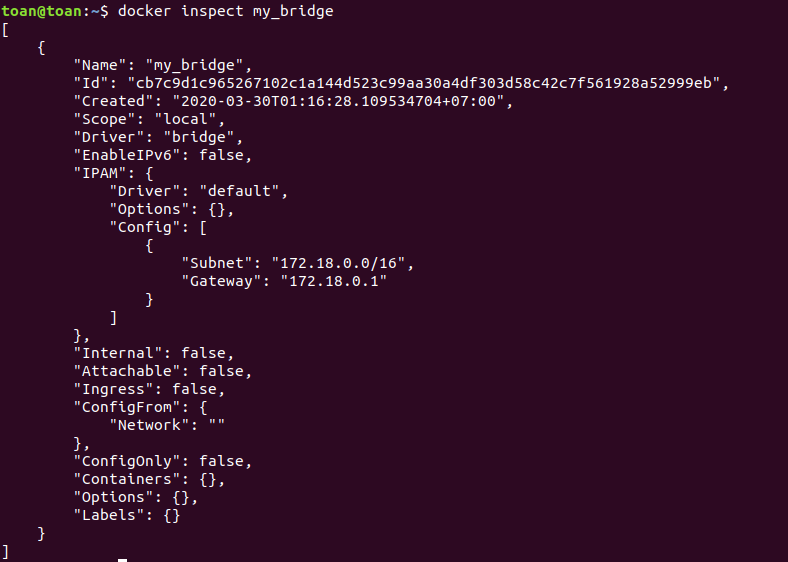 toan@toan:~$ docker inspect my_bridge
[
    {
        "Name": "my_bridge",
        "Id": "cb7c9d1c965267102c1a144d523c99aa30a4df303d58c42c7f561928a52999eb",
        "Created": "2020-03-30T01:16:28.109534704+07:00",
        "Scope": "local",
        "Driver": "bridge",
        "EnableIPv6": false,
        "IPAM": {
            "Driver": "default",
            "Options": {},
            "Config": [
                {
                    "Subnet": "172.18.0.0/16",
                    "Gateway": "172.18.0.1"
                }
            ]
        },
        "Internal": false,
        "Attachable": false,
        "Ingress": false,
        "ConfigFrom": {
            "Network": ""
        },
        "ConfigOnly": false,
        "Containers": {},
        "Options": {},
        "Labels": {}
    }
]